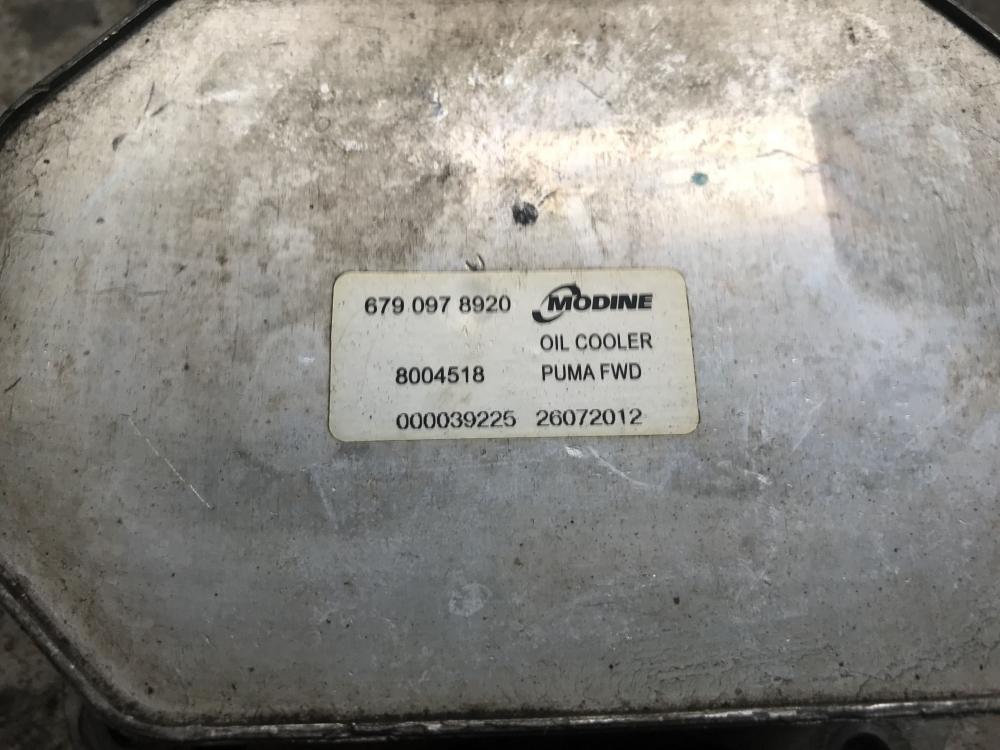 679 097 8920 MODINE
OIL COOLER
8004518 PUMA FWD
000039225 26072012